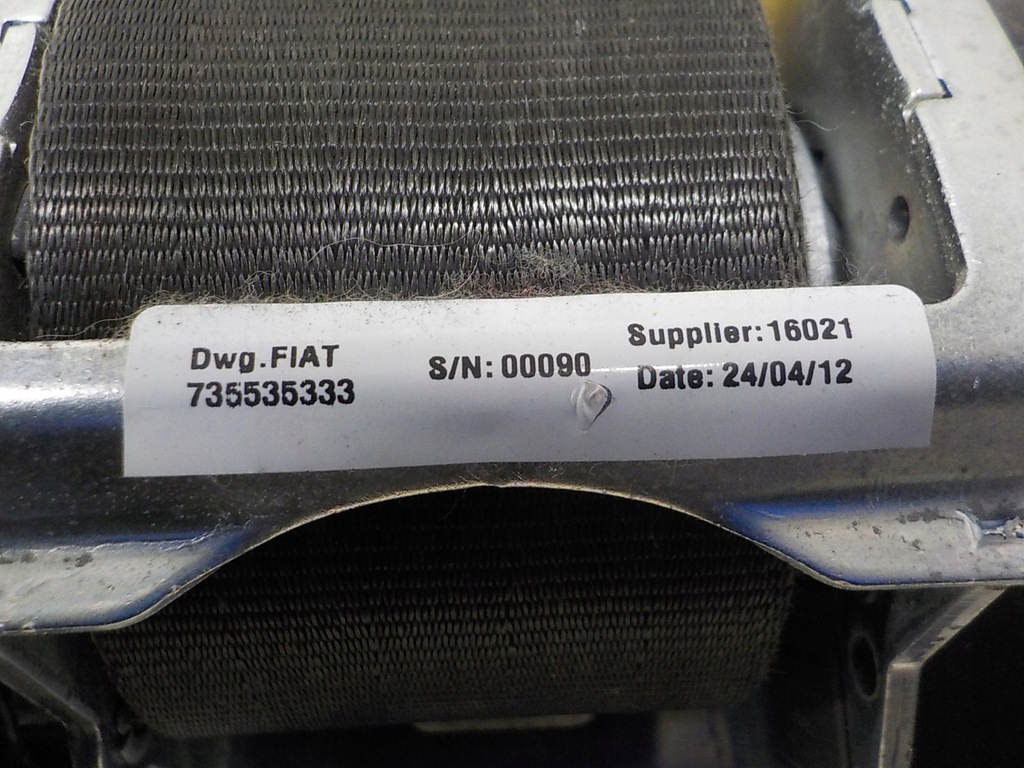 Dwg.FIAT
735535333
S/N: 00090
Supplier: 16021
Date: 24/04/12